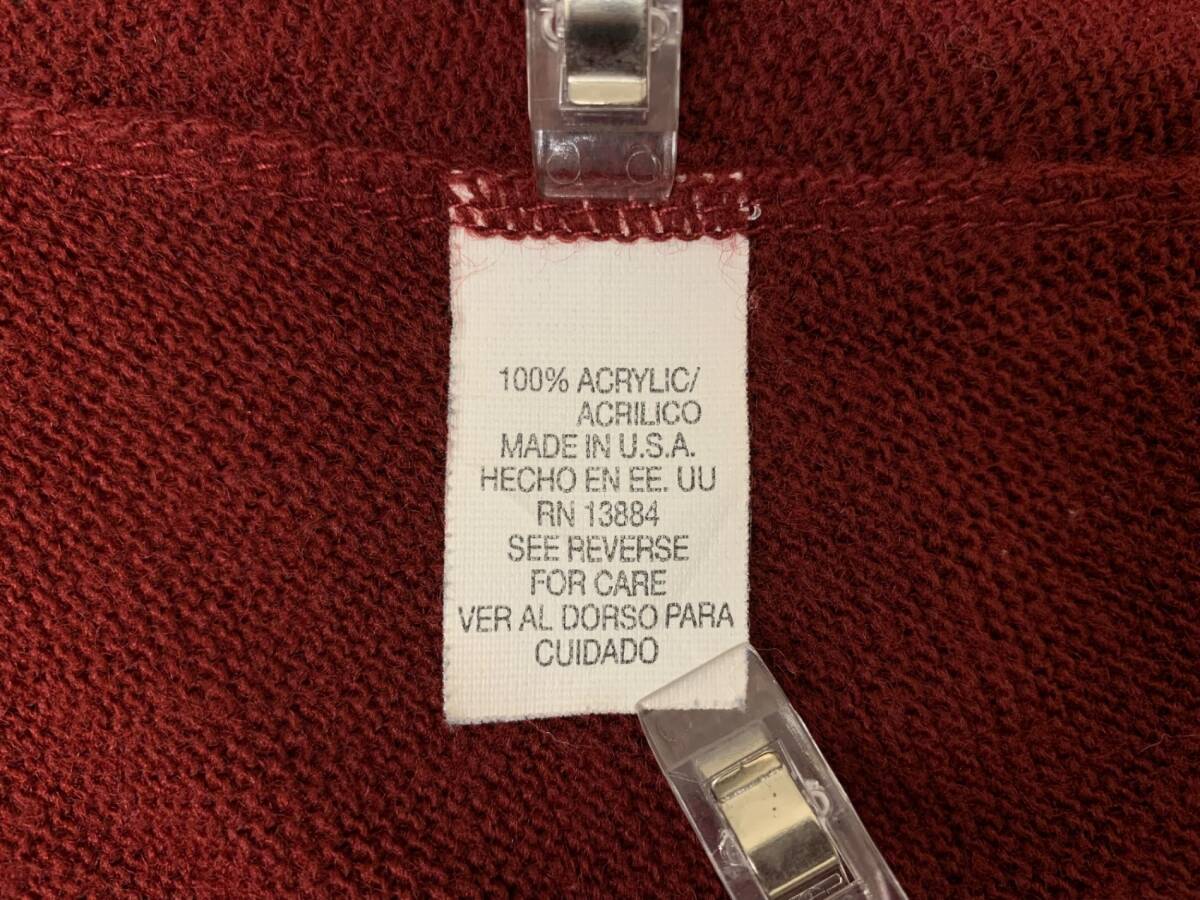 100% ACRYLIC/
ACRILICO
MADE IN U.S.A.
HECHO EN EE. UU
RN 13884
SEE REVERSE
FOR CARE
VER AL DORSO PARA
CUIDADO